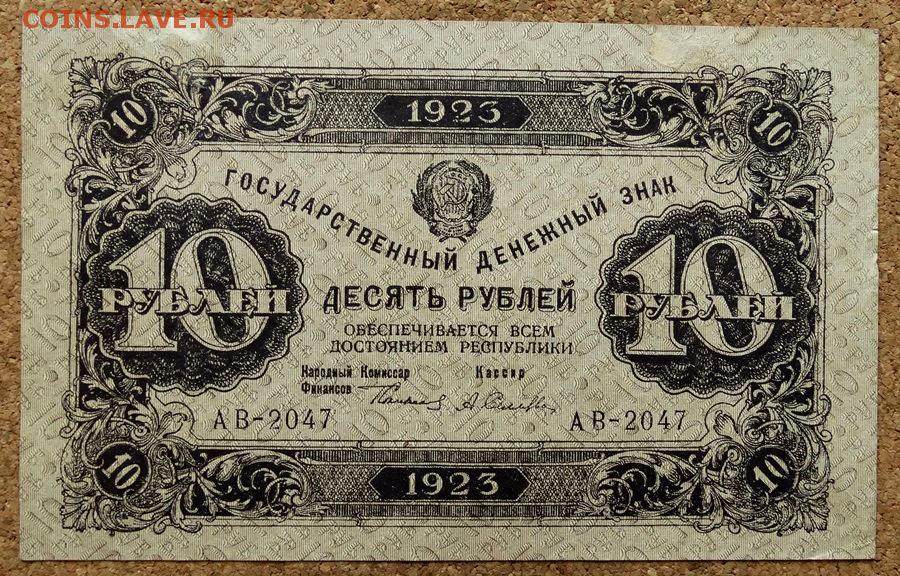 COINS.LAVE.RU
10 1923 10
ГОСУДАРСТВЕННЫЙ ДЕНЕЖНЫЙ ЗНАК
10 РУБЛЕЙ
10 РУБЛЕЙ
ДЕСЯТЬ РУБЛЕЙ
ОБЕСПЕЧИВАЕТСЯ ВСЕМ
ДОСТОЯНИЕМ РЕСПУБЛИКИ
Народный Комиссар Кассир
Финансов
АВ-2047 АВ-2047
10 1923 10